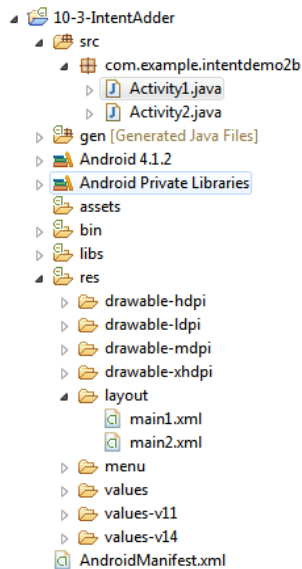 10-3-IntentAdder
src
com.example.intentdemo2b
Activity1.java
Activity2.java
gen [Generated Java Files]
Android 4.1.2
Android Private Libraries
assets
bin
libs
res
drawable-hdpi
drawable-ldpi
drawable-mdpi
drawable-xhdpi
layout
main1.xml
main2.xml
menu
values
values-v11
values-v14
AndroidManifest.xml